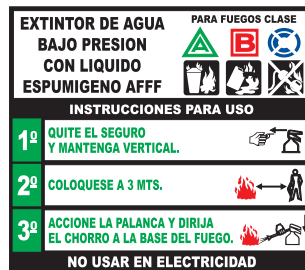 EXTINTOR DE AGUA
BAJO PRESION
CON LIQUIDO
ESPUMIGENO AFFF
PARA FUEGOS CLASE
A B C
INSTRUCCIONES PARA USO
1º QUITE EL SEGURO
Y MANTENGA VERTICAL.
2º COLOQUESE A 3 MTS.
3º ACCIONE LA PALANCA Y DIRIJA
EL CHORRO A LA BASE DEL FUEGO.
NO USAR EN ELECTRICIDAD